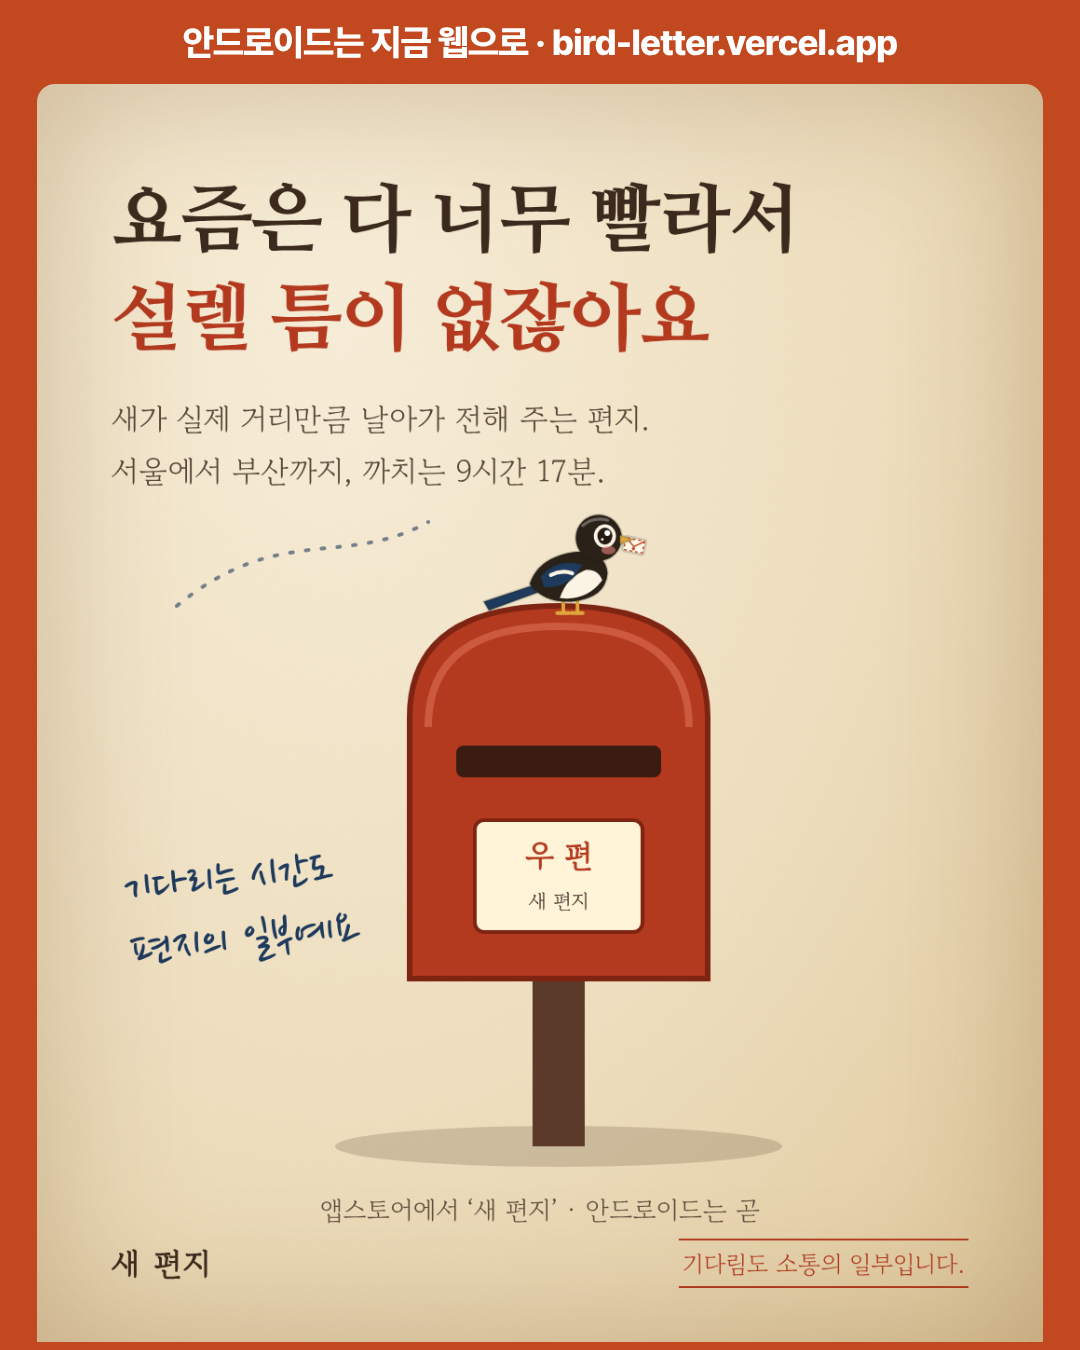 안드로이드는 지금 웹으로 · bird-letter.vercel.app
요즘은 다 너무 빨라서
설렐 틈이 없잖아요
새가 실제 거리만큼 날아가 전해 주는 편지.
서울에서 부산까지, 까치는 9시간 17분.
우 편
새 편지
기다리는 시간도
편지의 일부예요
앱스토어에서 ‘새 편지’ · 안드로이드는 곧
새 편지
기다림도 소통의 일부입니다.